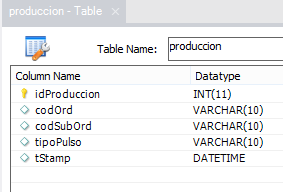 produccion - Table ×
Table Name: produccion
Column Name Datatype
idProduccion INT(11)
codOrd VARCHAR(10)
codSubOrd VARCHAR(10)
tipoPulso VARCHAR(10)
tStamp DATETIME